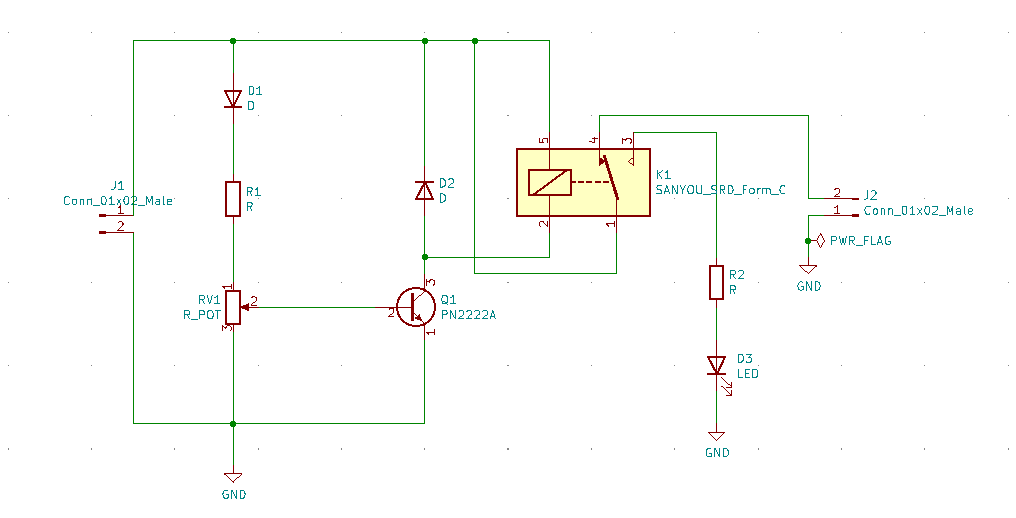 D1
D
5
4
3
K1
SANYOU_SRD_Form_C
J1
Conn_01x02_Male
1
2
R1
R
D2
D
2
1
2
J2
1
Conn_01x02_Male
PWR_FLAG
GND
R2
R
RV1
R_POT
1
2
3
3
2
1
Q1
PN2222A
D3
LED
GND
GND